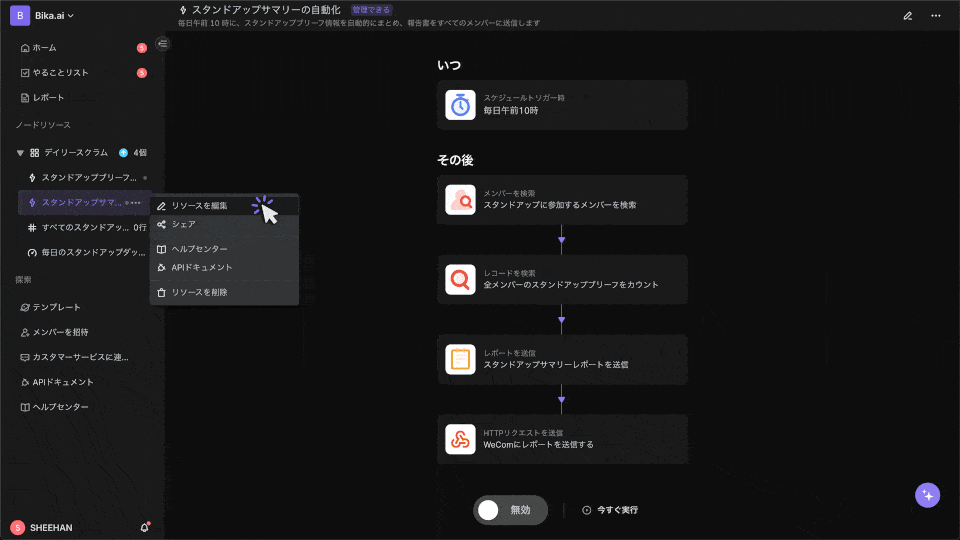 B
Bika.ai
スタンドアップサマリーの自動化
管理できる
毎日午前 10 時に、スタンドアップブリーフ情報を自動的にまとめ、報告書をすべてのメンバーに送信します
ホーム
5
やることリスト
5
レポート
ノードリソース
デイリースクラム
4個
スタンドアップブリーフ...
スタンドアップサマ...
すべてのスタンドアッ...
0行
毎日のスタンドアップダッ...
探索
テンプレート
メンバーを招待
カスタマーサービスに連...
APIドキュメント
ヘルプセンター
S
SHEEHAN
リソースを編集
シェア
ヘルプセンター
APIドキュメント
リソースを削除
いつ
スケジュールトリガー時
毎日午前10時
その後
メンバーを検索
スタンドアップに参加するメンバーを検索
レコードを検索
全メンバーのスタンドアップブリーフをカウント
レポートを送信
スタンドアップサマリーレポートを送信
HTTPリクエストを送信
WeComにレポートを送信する
無効
今すぐ実行